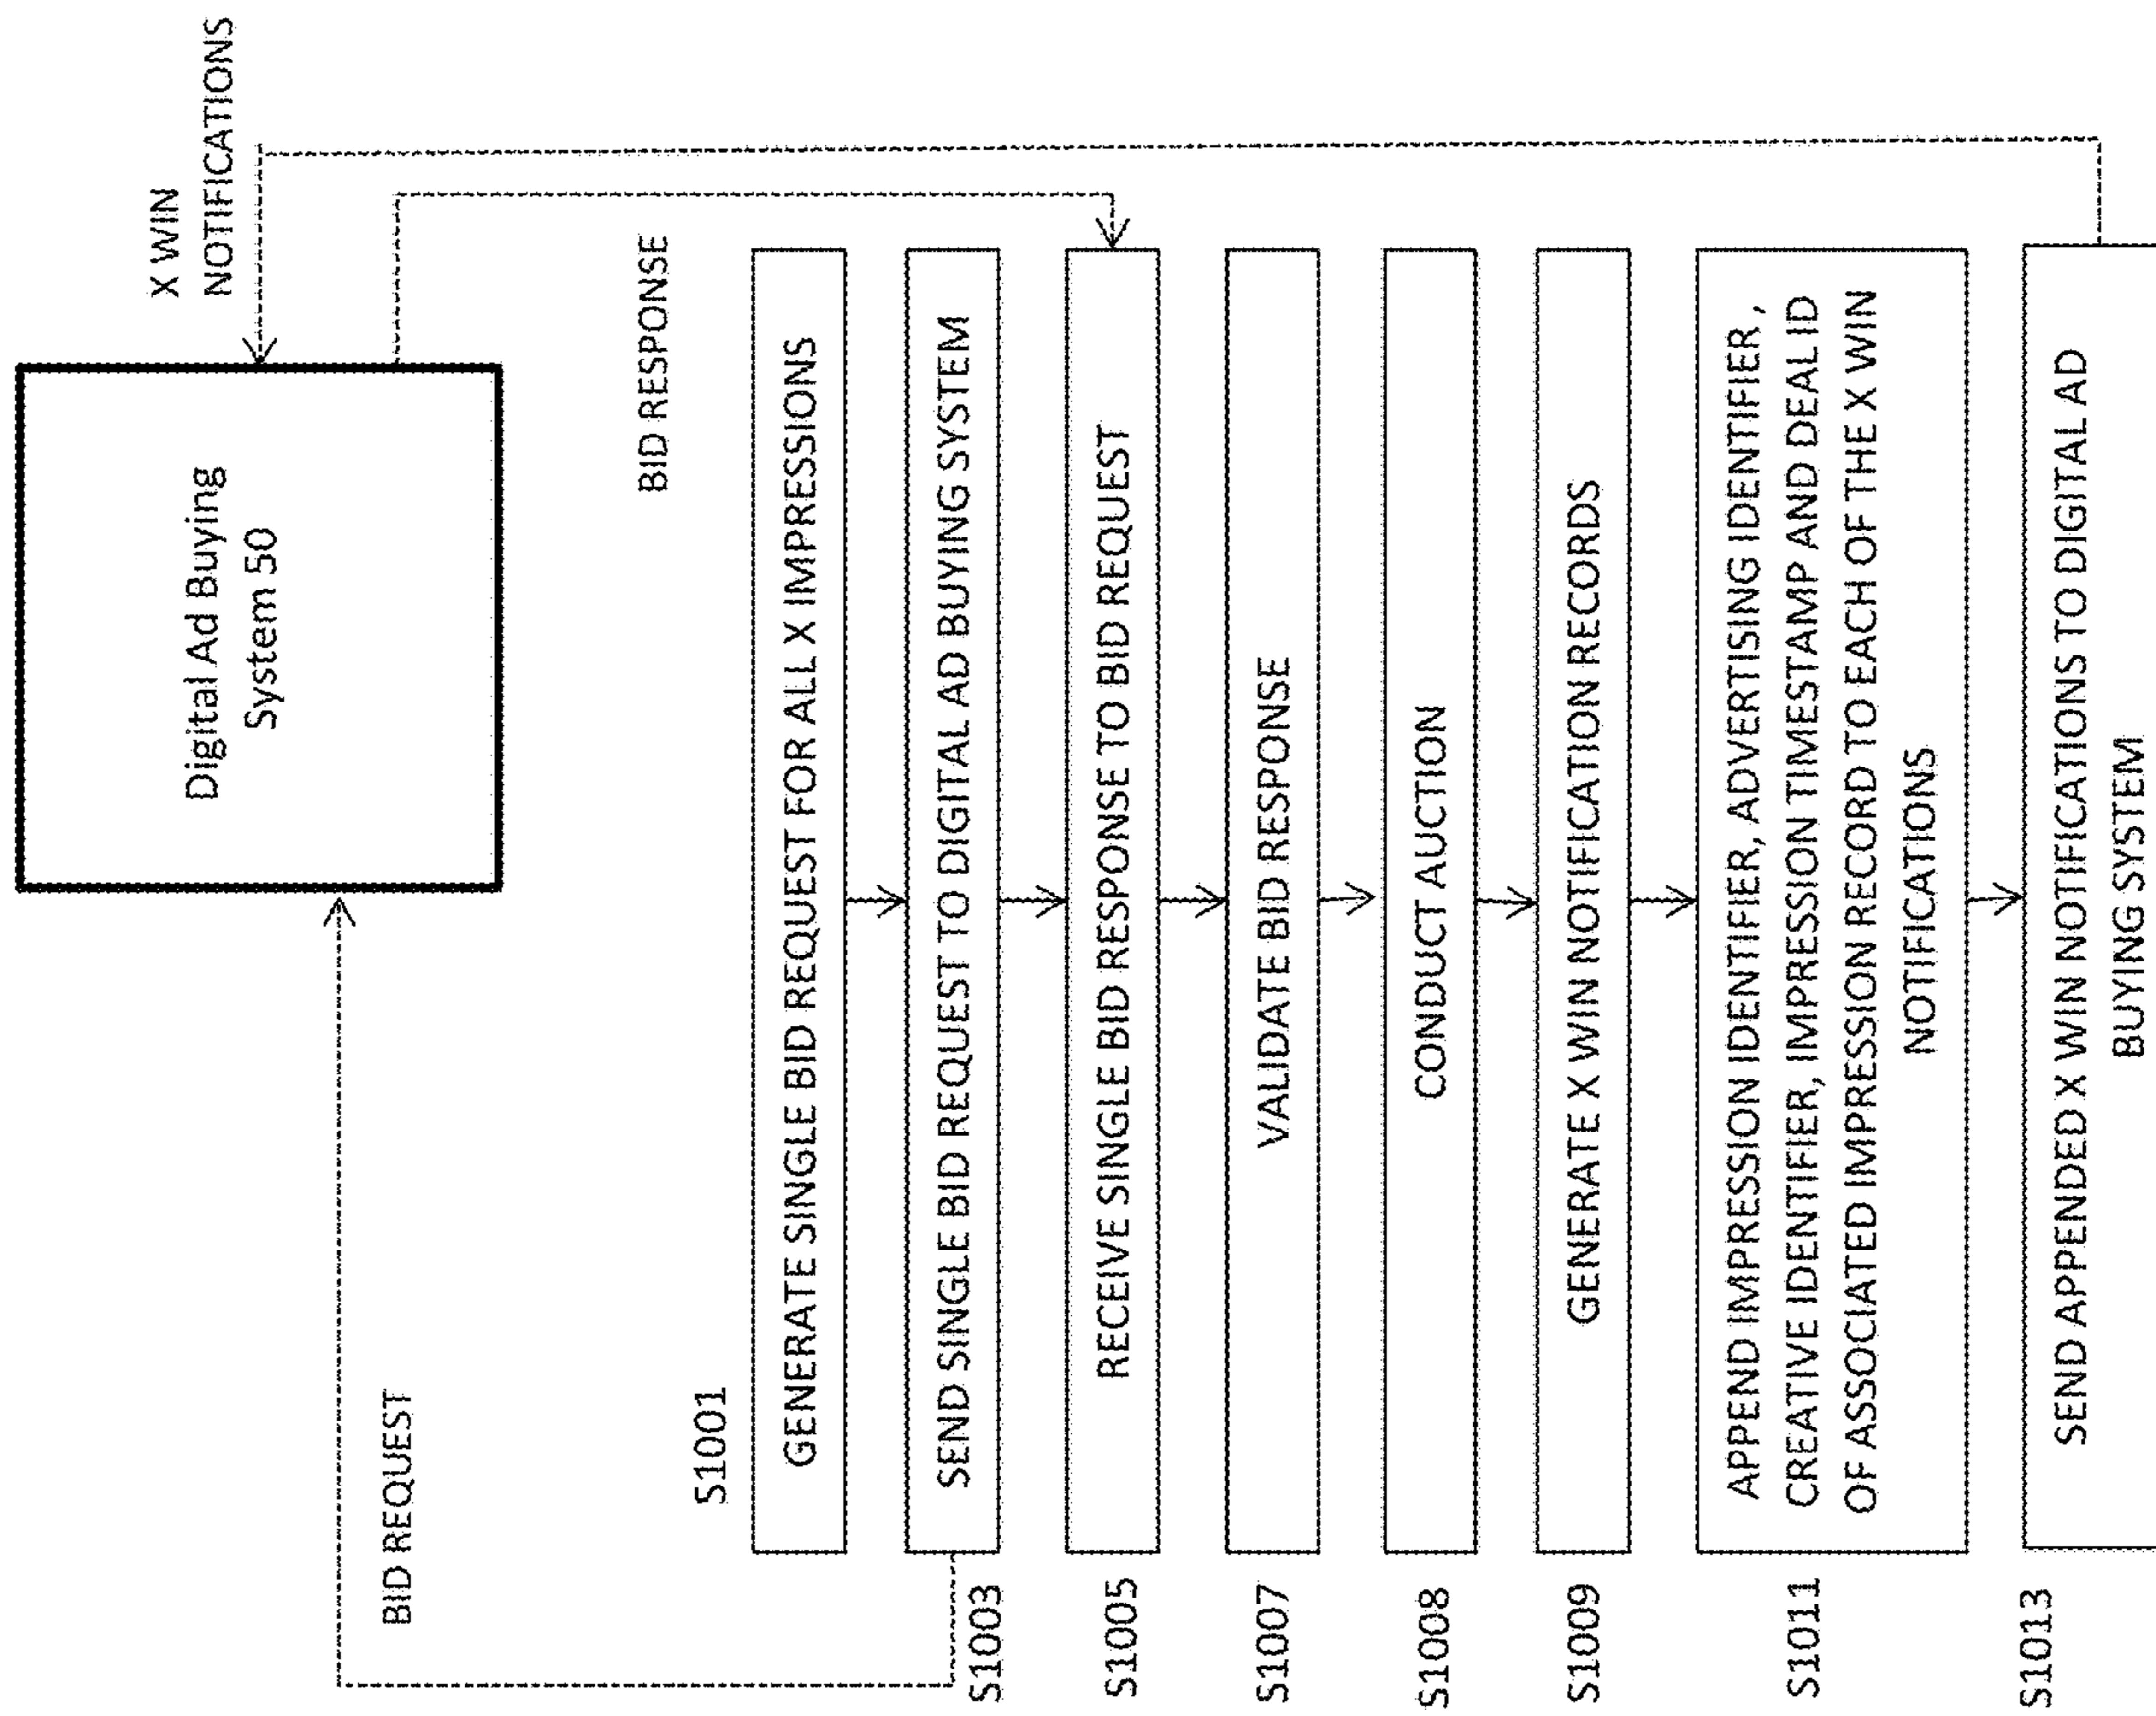 Digital Ad Buying
System 50
X WIN
NOTIFICATIONS
BID REQUEST
BID RESPONSE
S1001
GENERATE SINGLE BID REQUEST FOR ALL X IMPRESSIONS
S1003
SEND SINGLE BID REQUEST TO DIGITAL AD BUYING SYSTEM
S1005
RECEIVE SINGLE BID RESPONSE TO BID REQUEST
S1007
VALIDATE BID RESPONSE
S1008
CONDUCT AUCTION
S1009
GENERATE X WIN NOTIFICATION RECORDS
S1011
APPEND IMPRESSION IDENTIFIER, ADVERTISING IDENTIFIER,
CREATIVE IDENTIFIER, IMPRESSION TIMESTAMP AND DEAL ID
OF ASSOCIATED IMPRESSION RECORD TO EACH OF THE X WIN
NOTIFICATIONS
S1013
SEND APPENDED X WIN NOTIFICATIONS TO DIGITAL AD
BUYING SYSTEM